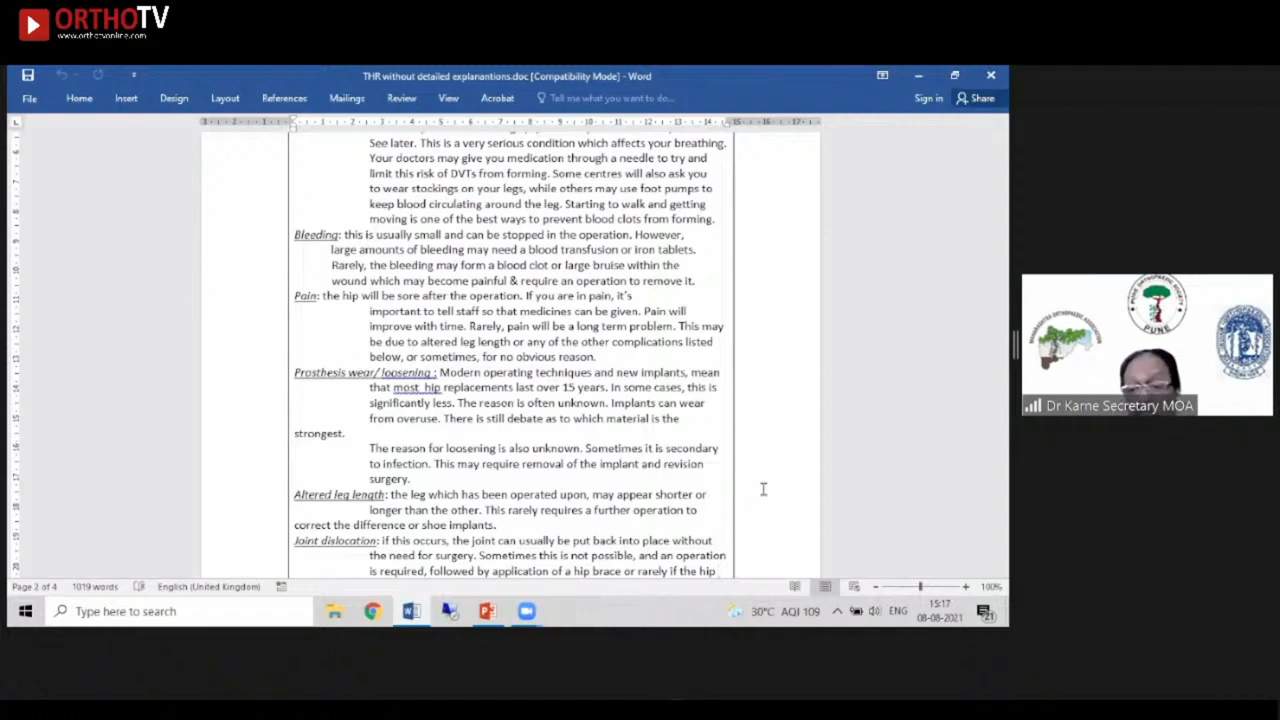 ORTHOTV
www.orthotvonline.com
THR without detailed explanantions.doc [Compatibility Mode] - Word
File Home Insert Design Layout References Mailings Review View Acrobat Tell me what you want to do... Sign in Share
See later. This is a very serious condition which affects your breathing.
Your doctors may give you medication through a needle to try and
limit this risk of DVTs from forming. Some centres will also ask you
to wear stockings on your legs, while others may use foot pumps to
keep blood circulating around the leg. Starting to walk and getting
moving is one of the best ways to prevent blood clots from forming.
Bleeding: this is usually small and can be stopped in the operation. However,
large amounts of bleeding may need a blood transfusion or iron tablets.
Rarely, the bleeding may form a blood clot or large bruise within the
wound which may become painful & require an operation to remove it.
Pain: the hip will be sore after the operation. If you are in pain, it's
important to tell staff so that medicines can be given. Pain will
improve with time. Rarely, pain will be a long term problem. This may
be due to altered leg length or any of the other complications listed
below, or sometimes, for no obvious reason.
Prosthesis wear/ loosening : Modern operating techniques and new implants, mean
that most hip replacements last over 15 years. In some cases, this is
significantly less. The reason is often unknown. Implants can wear
from overuse. There is still debate as to which material is the
strongest.
The reason for loosening is also unknown. Sometimes it is secondary
to infection. This may require removal of the implant and revision
surgery.
Altered leg length: the leg which has been operated upon, may appear shorter or
longer than the other. This rarely requires a further operation to
correct the difference or shoe implants.
Joint dislocation: if this occurs, the joint can usually be put back into place without
the need for surgery. Sometimes this is not possible, and an operation
is required, followed by application of a hip brace or rarely if the hip
Page 2 of 4 1019 words English (United Kingdom) 100%
Type here to search
30°C AQI 109 ENG
15:17
08-08-2021
21
PUNE ORTHOPAEDIC SOCIETY
PUNE
Dr Karne Secretary MOA